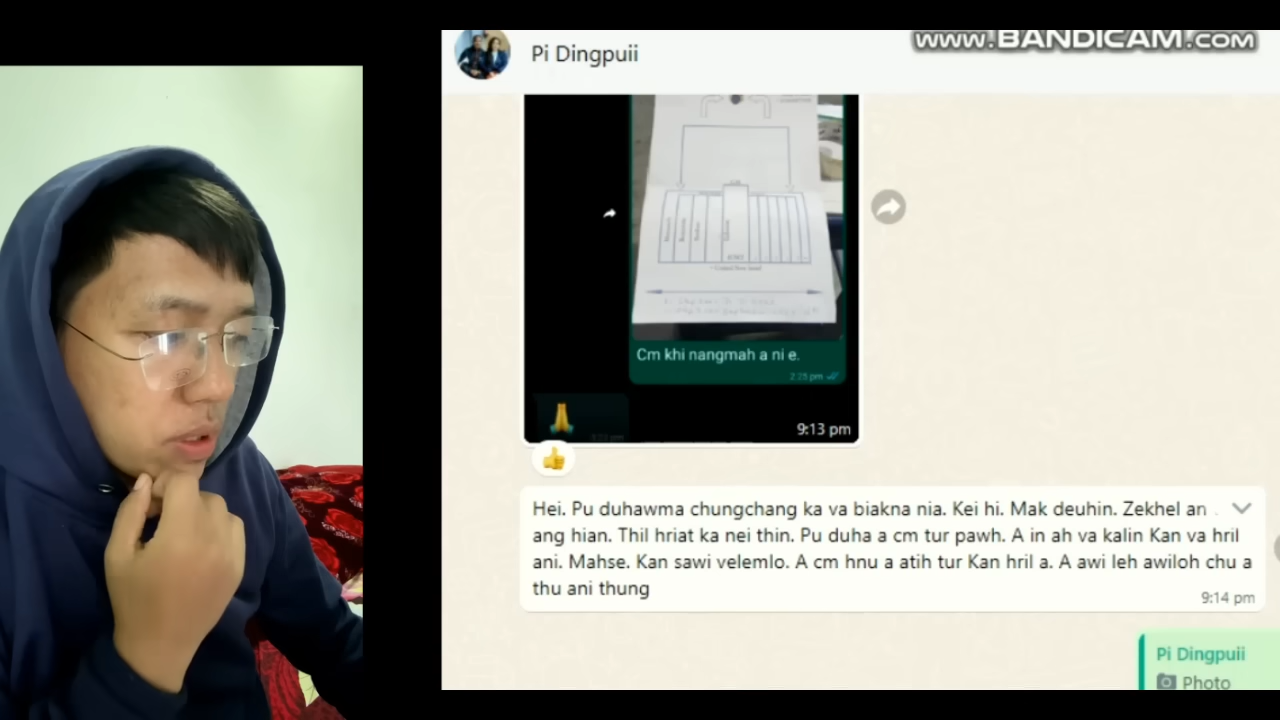 www.BANDICAM.com
Pi Dingpuii
Cm khi nangmah a ni e.
2:25 pm
9:13 pm
Hei. Pu duhawma chungchang ka va biakna nia. Kei hi. Mak deuhin. Zekhel an
ang hian. Thil hriat ka nei thin. Pu duha a cm tur pawh. A in ah va kalin Kan va hril
ani. Mahse. Kan sawi velemlo. A cm hnu a atih tur Kan hril a. A awi leh awiloh chu a
thu ani thung
9:14 pm
Pi Dingpuii
Photo